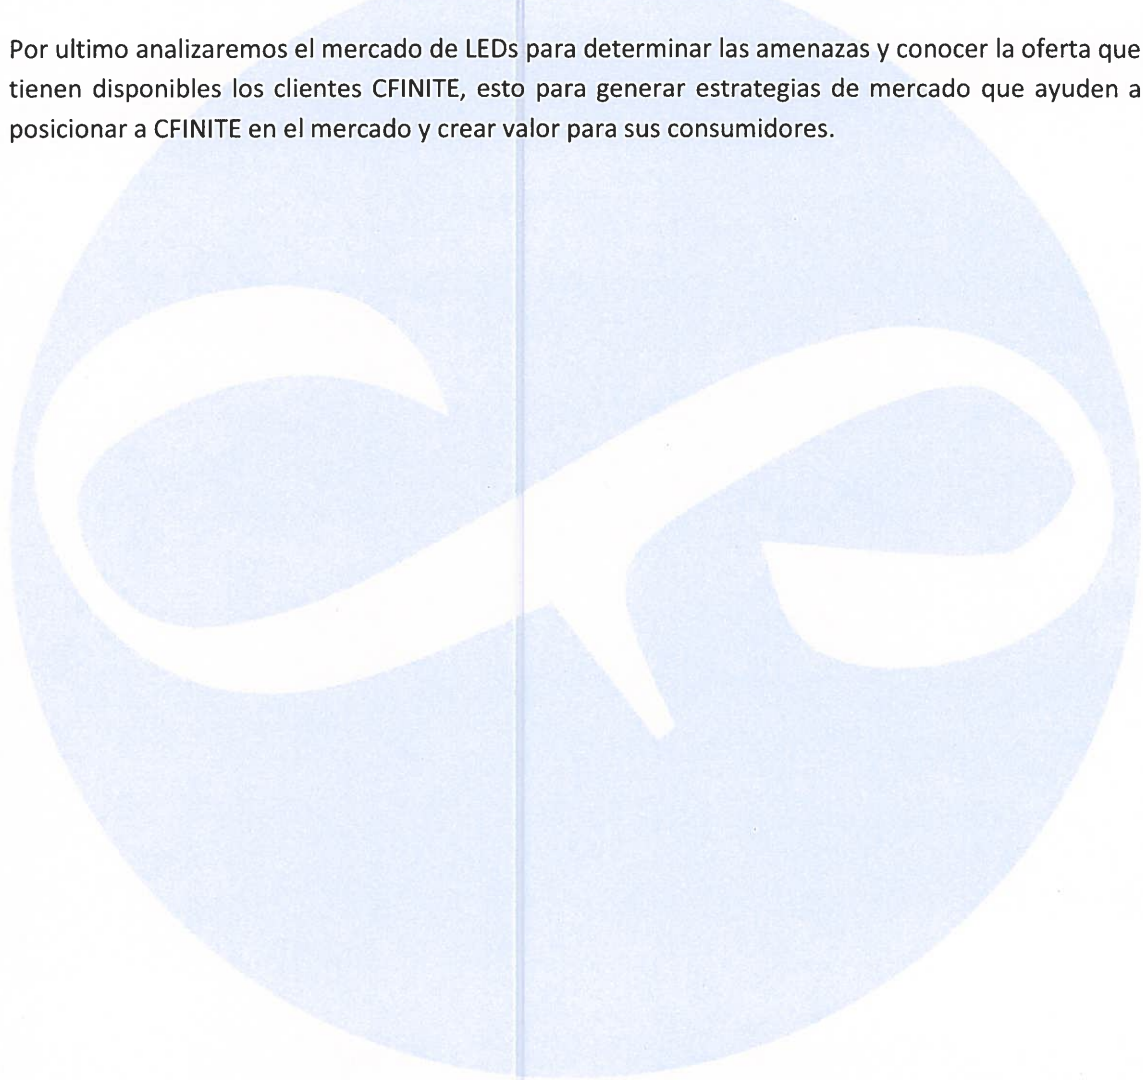 Por ultimo analizaremos el mercado de LEDs para determinar las amenazas y conocer la oferta que
tienen disponibles los clientes CFINITE, esto para generar estrategias de mercado que ayuden a
posicionar a CFINITE en el mercado y crear valor para sus consumidores.